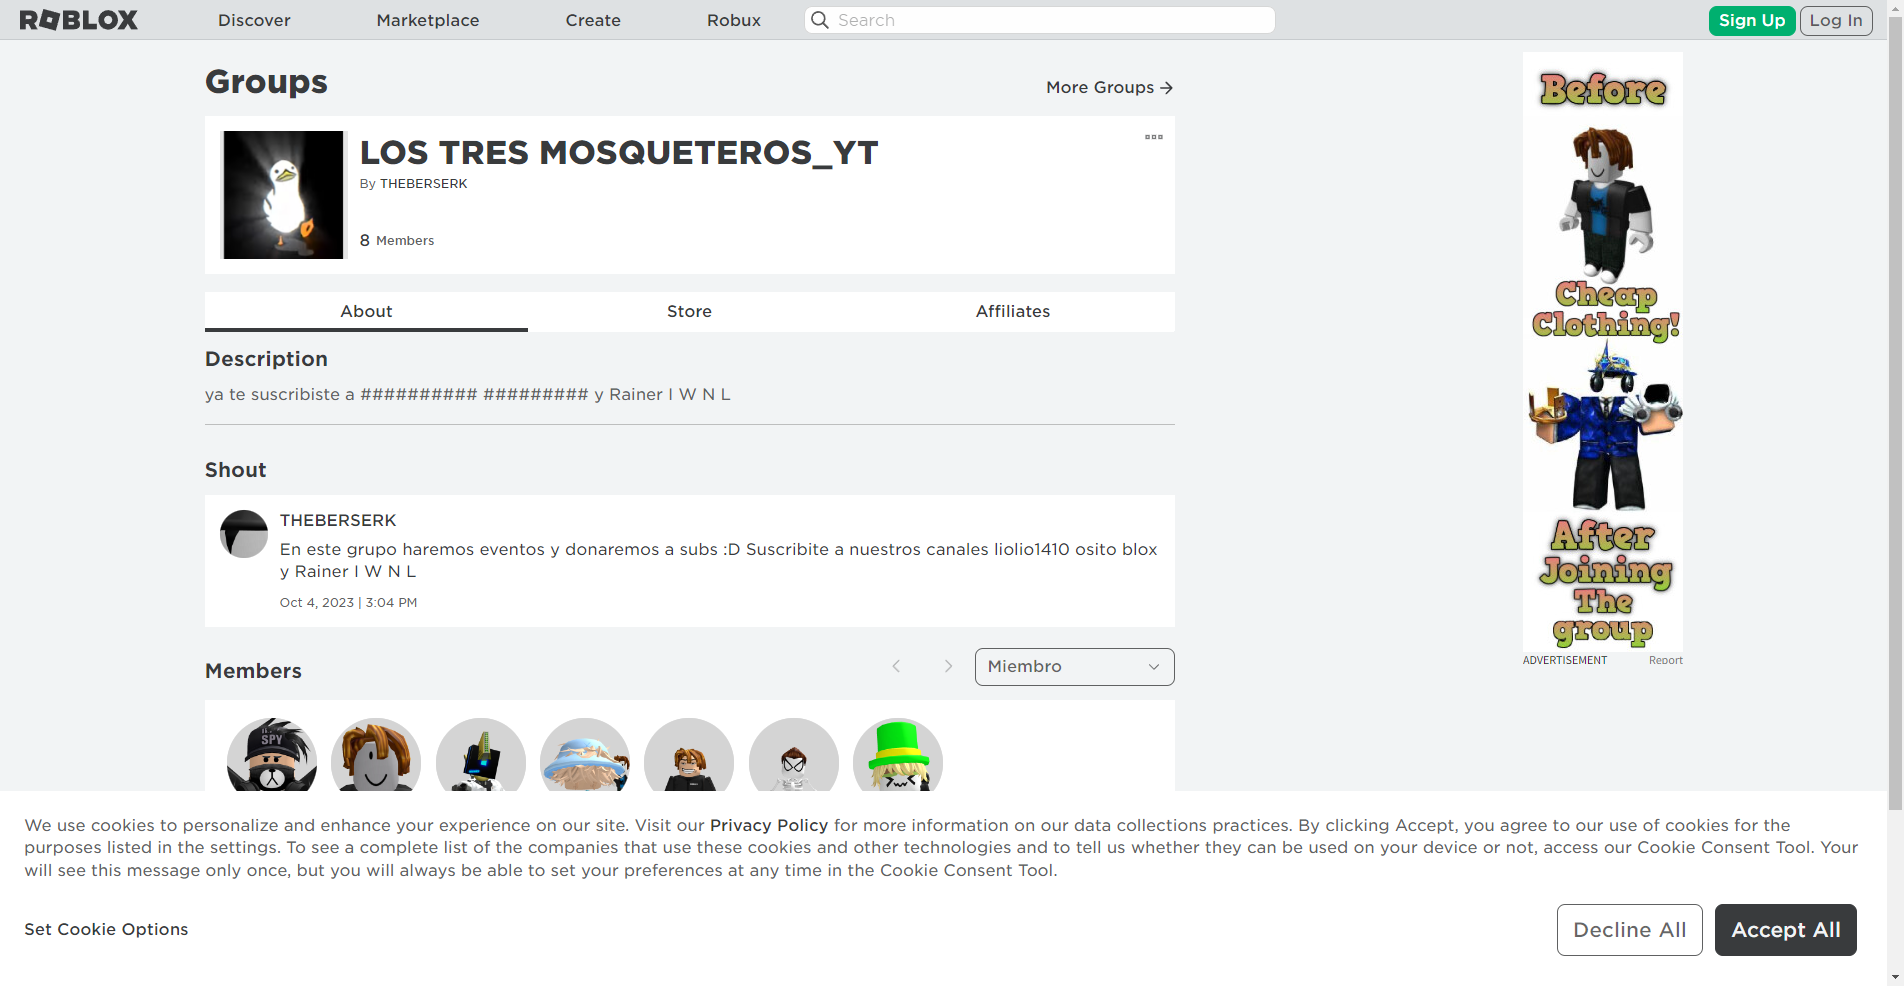 ROBLOX
Discover
Marketplace
Create
Robux
Search
Sign Up
Log In
Groups
More Groups
LOS TRES MOSQUETEROS_YT
By THEBERSERK
8 Members
About
Store
Affiliates
Description
ya te suscribiste a ########## ######### y Rainer I W N L
Shout
THEBERSERK
En este grupo haremos eventos y donaremos a subs :D Suscribite a nuestros canales liolio1410 osito blox
y Rainer I W N L
Oct 4, 2023 | 3:04 PM
Members
Miembro
SPY
Before
Cheap
Clothing!
After
Joining
The
group
ADVERTISEMENT
Report
We use cookies to personalize and enhance your experience on our site. Visit our Privacy Policy for more information on our data collections practices. By clicking Accept, you agree to our use of cookies for the
purposes listed in the settings. To see a complete list of the companies that use these cookies and other technologies and to tell us whether they can be used on your device or not, access our Cookie Consent Tool. Your
will see this message only once, but you will always be able to set your preferences at any time in the Cookie Consent Tool.
Set Cookie Options
Decline All
Accept All